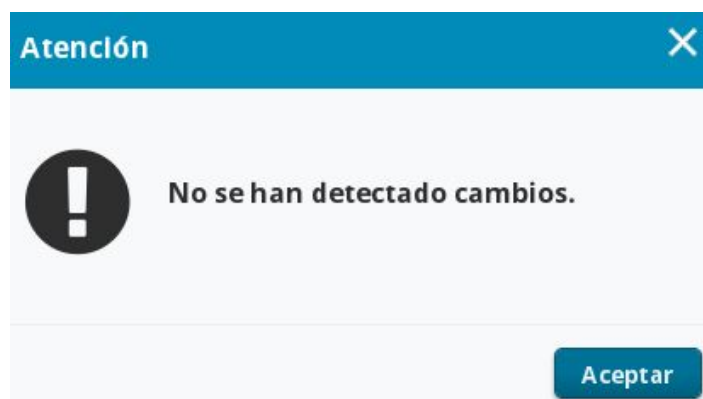 Atención
No se han detectado cambios.
Aceptar